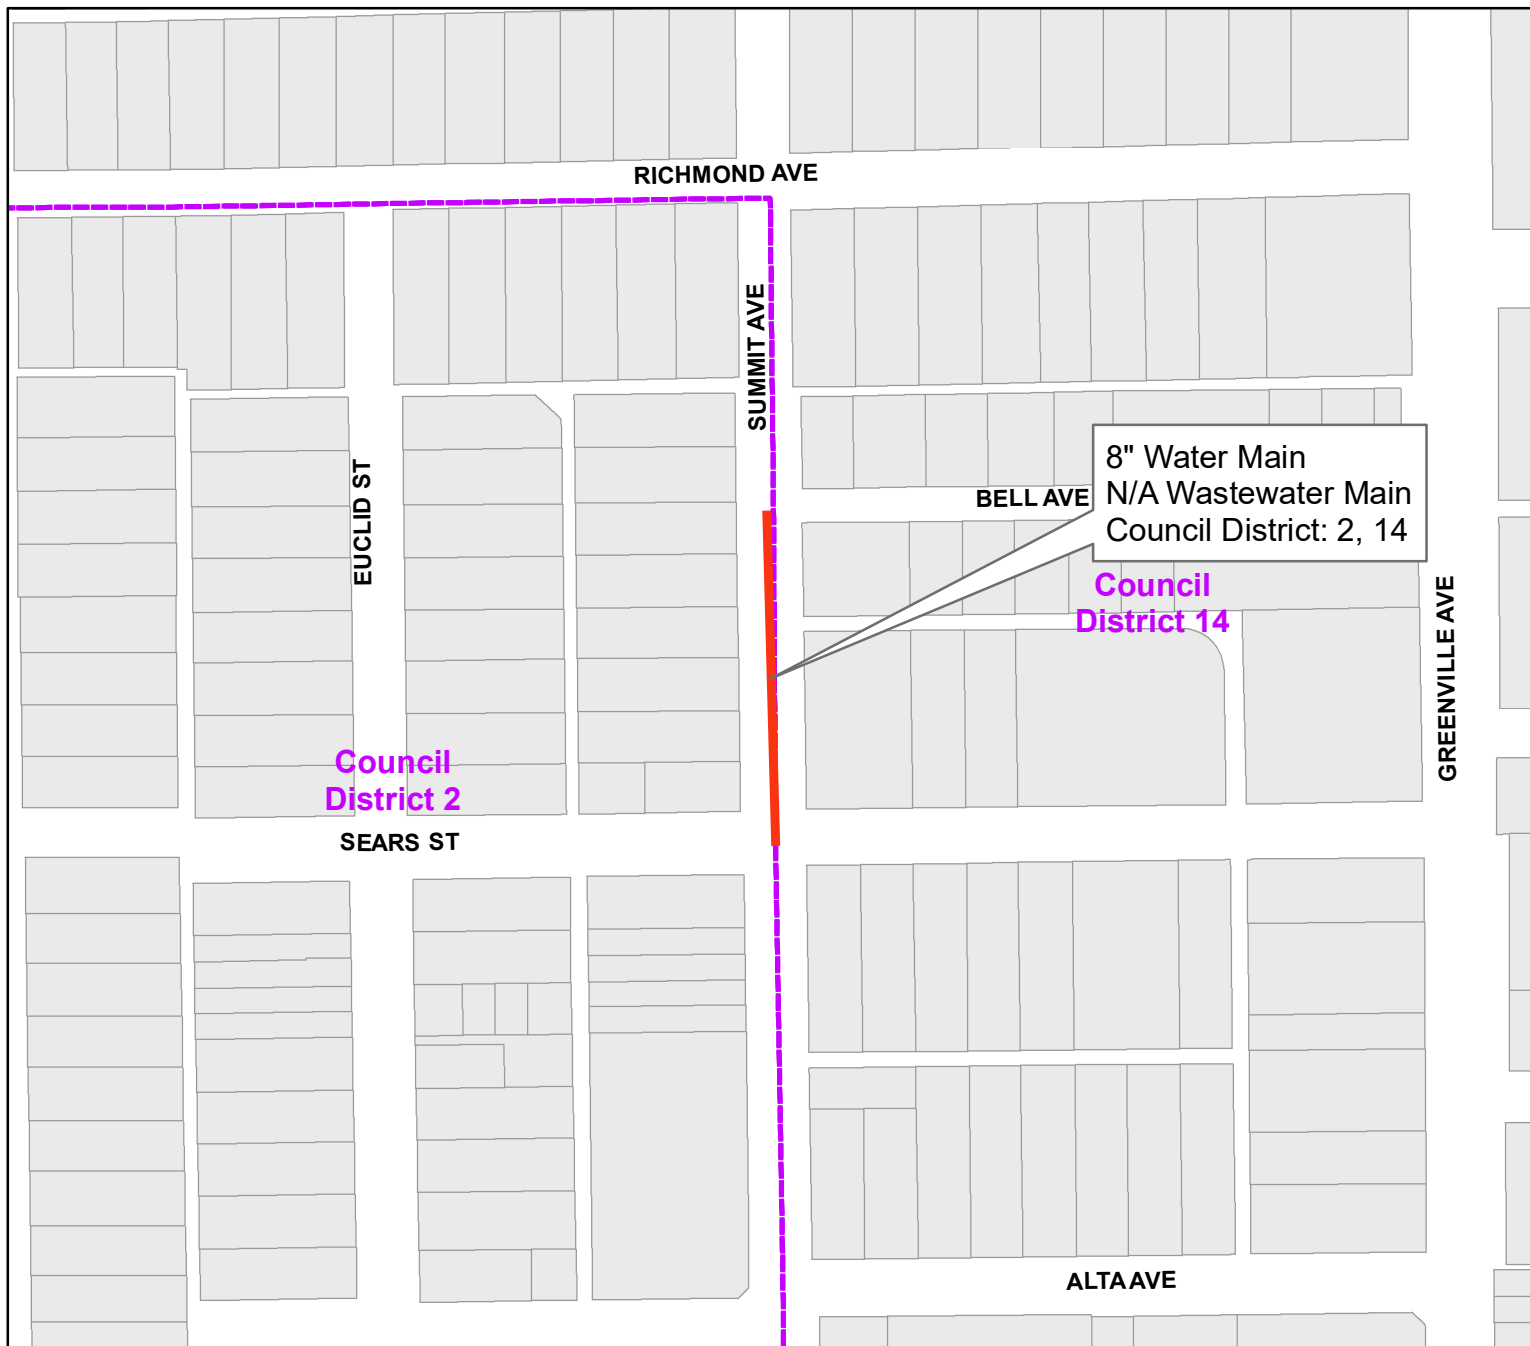 RICHMOND AVE
SUMMIT AVE
EUCLID ST
8" Water Main
N/A Wastewater Main
Council District: 2, 14
BELL AVE
Council
District 14
GREENVILLE AVE
Council
District 2
SEARS ST
ALTA AVE